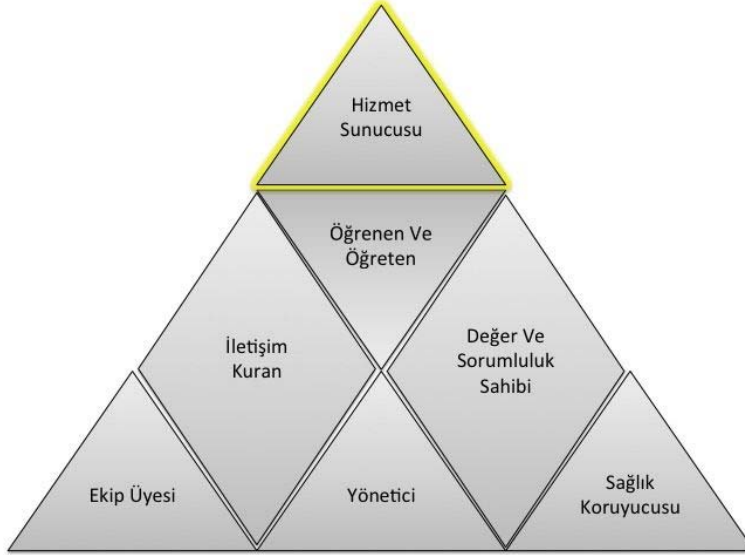 Hizmet
Sunucusu
Öğrenen Ve
Öğreten
İletişim
Kuran
Değer Ve
Sorumluluk
Sahibi
Ekip Üyesi
Yönetici
Sağlık
Koruyucusu